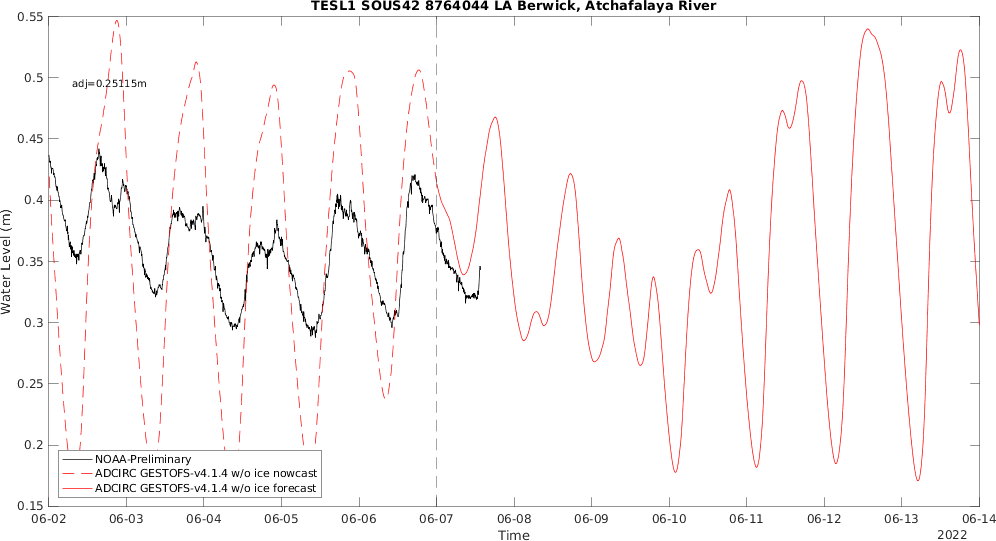 TESL1 SOUS42 8764044 LA Berwick, Atchafalaya River
0.55
0.5
0.45
0.4
0.35
0.3
0.25
0.2
0.15
Water Level (m)
adj=0.25115m
NOAA-Preliminary
ADCIRC GESTOFS-v4.1.4 w/o ice nowcast
ADCIRC GESTOFS-v4.1.4 w/o ice forecast
06-02 06-03 06-04 06-05 06-06 06-07 06-08 06-09 06-10 06-11 06-12 06-13 06-14
Time
2022